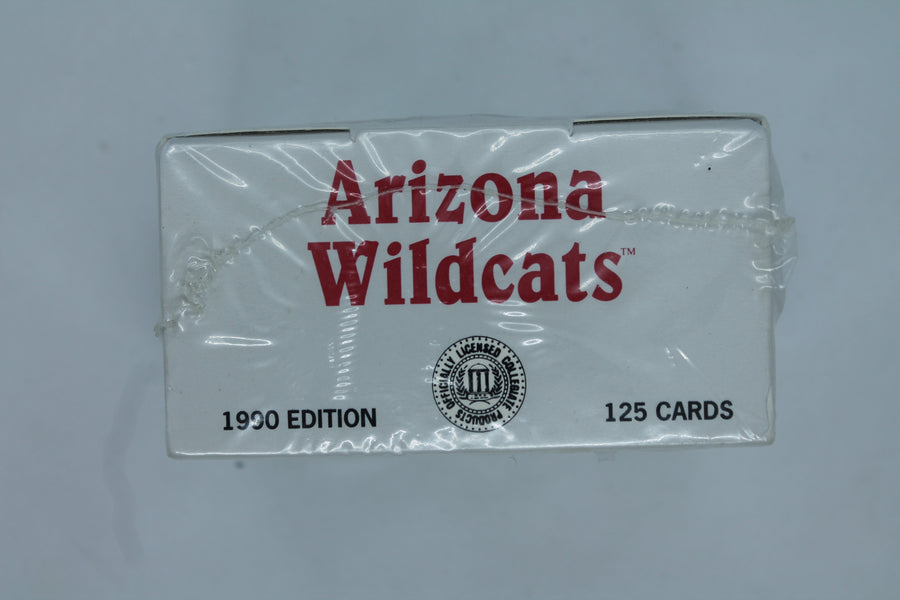 Arizona
Wildcats™
OFFICIALLY LICENSED COLLEGIATE PRODUCTS
1990 EDITION
125 CARDS